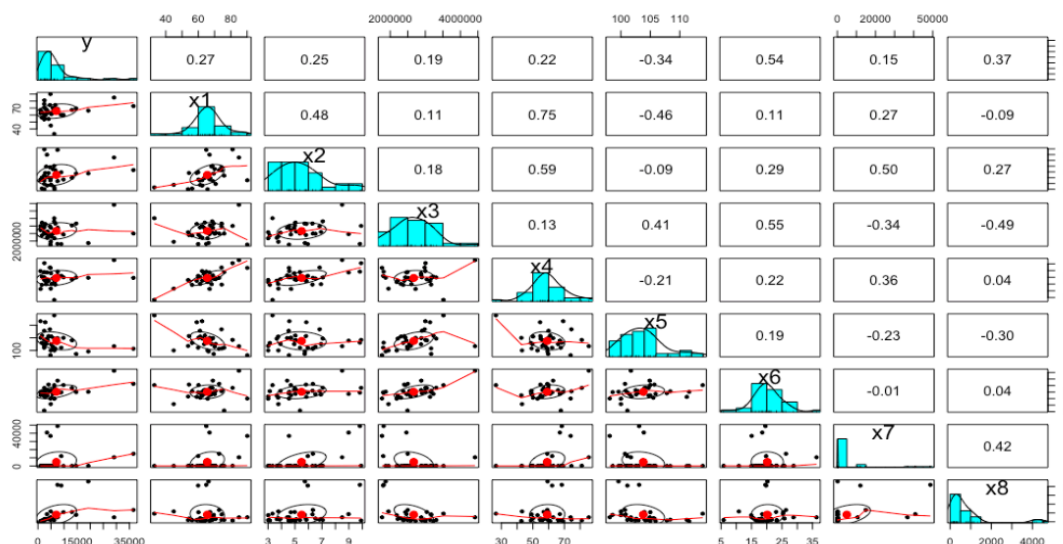 40 60 80 2000000 4000000 100 105 110 0 20000 50000
y 0.27 0.25 0.19 0.22 -0.34 0.54 0.15 0.37
40 70 x1 0.48 0.11 0.75 -0.46 0.11 0.27 -0.09
x2 0.18 0.59 -0.09 0.29 0.50 0.27
2000000 x3 0.13 0.41 0.55 -0.34 -0.49
x4 -0.21 0.22 0.36 0.04
100 x5 0.19 -0.23 -0.30
x6 -0.01 0.04
0 40000 x7 0.42
x8
0 15000 35000 3 5 7 9 30 50 70 5 15 25 35 0 2000 4000